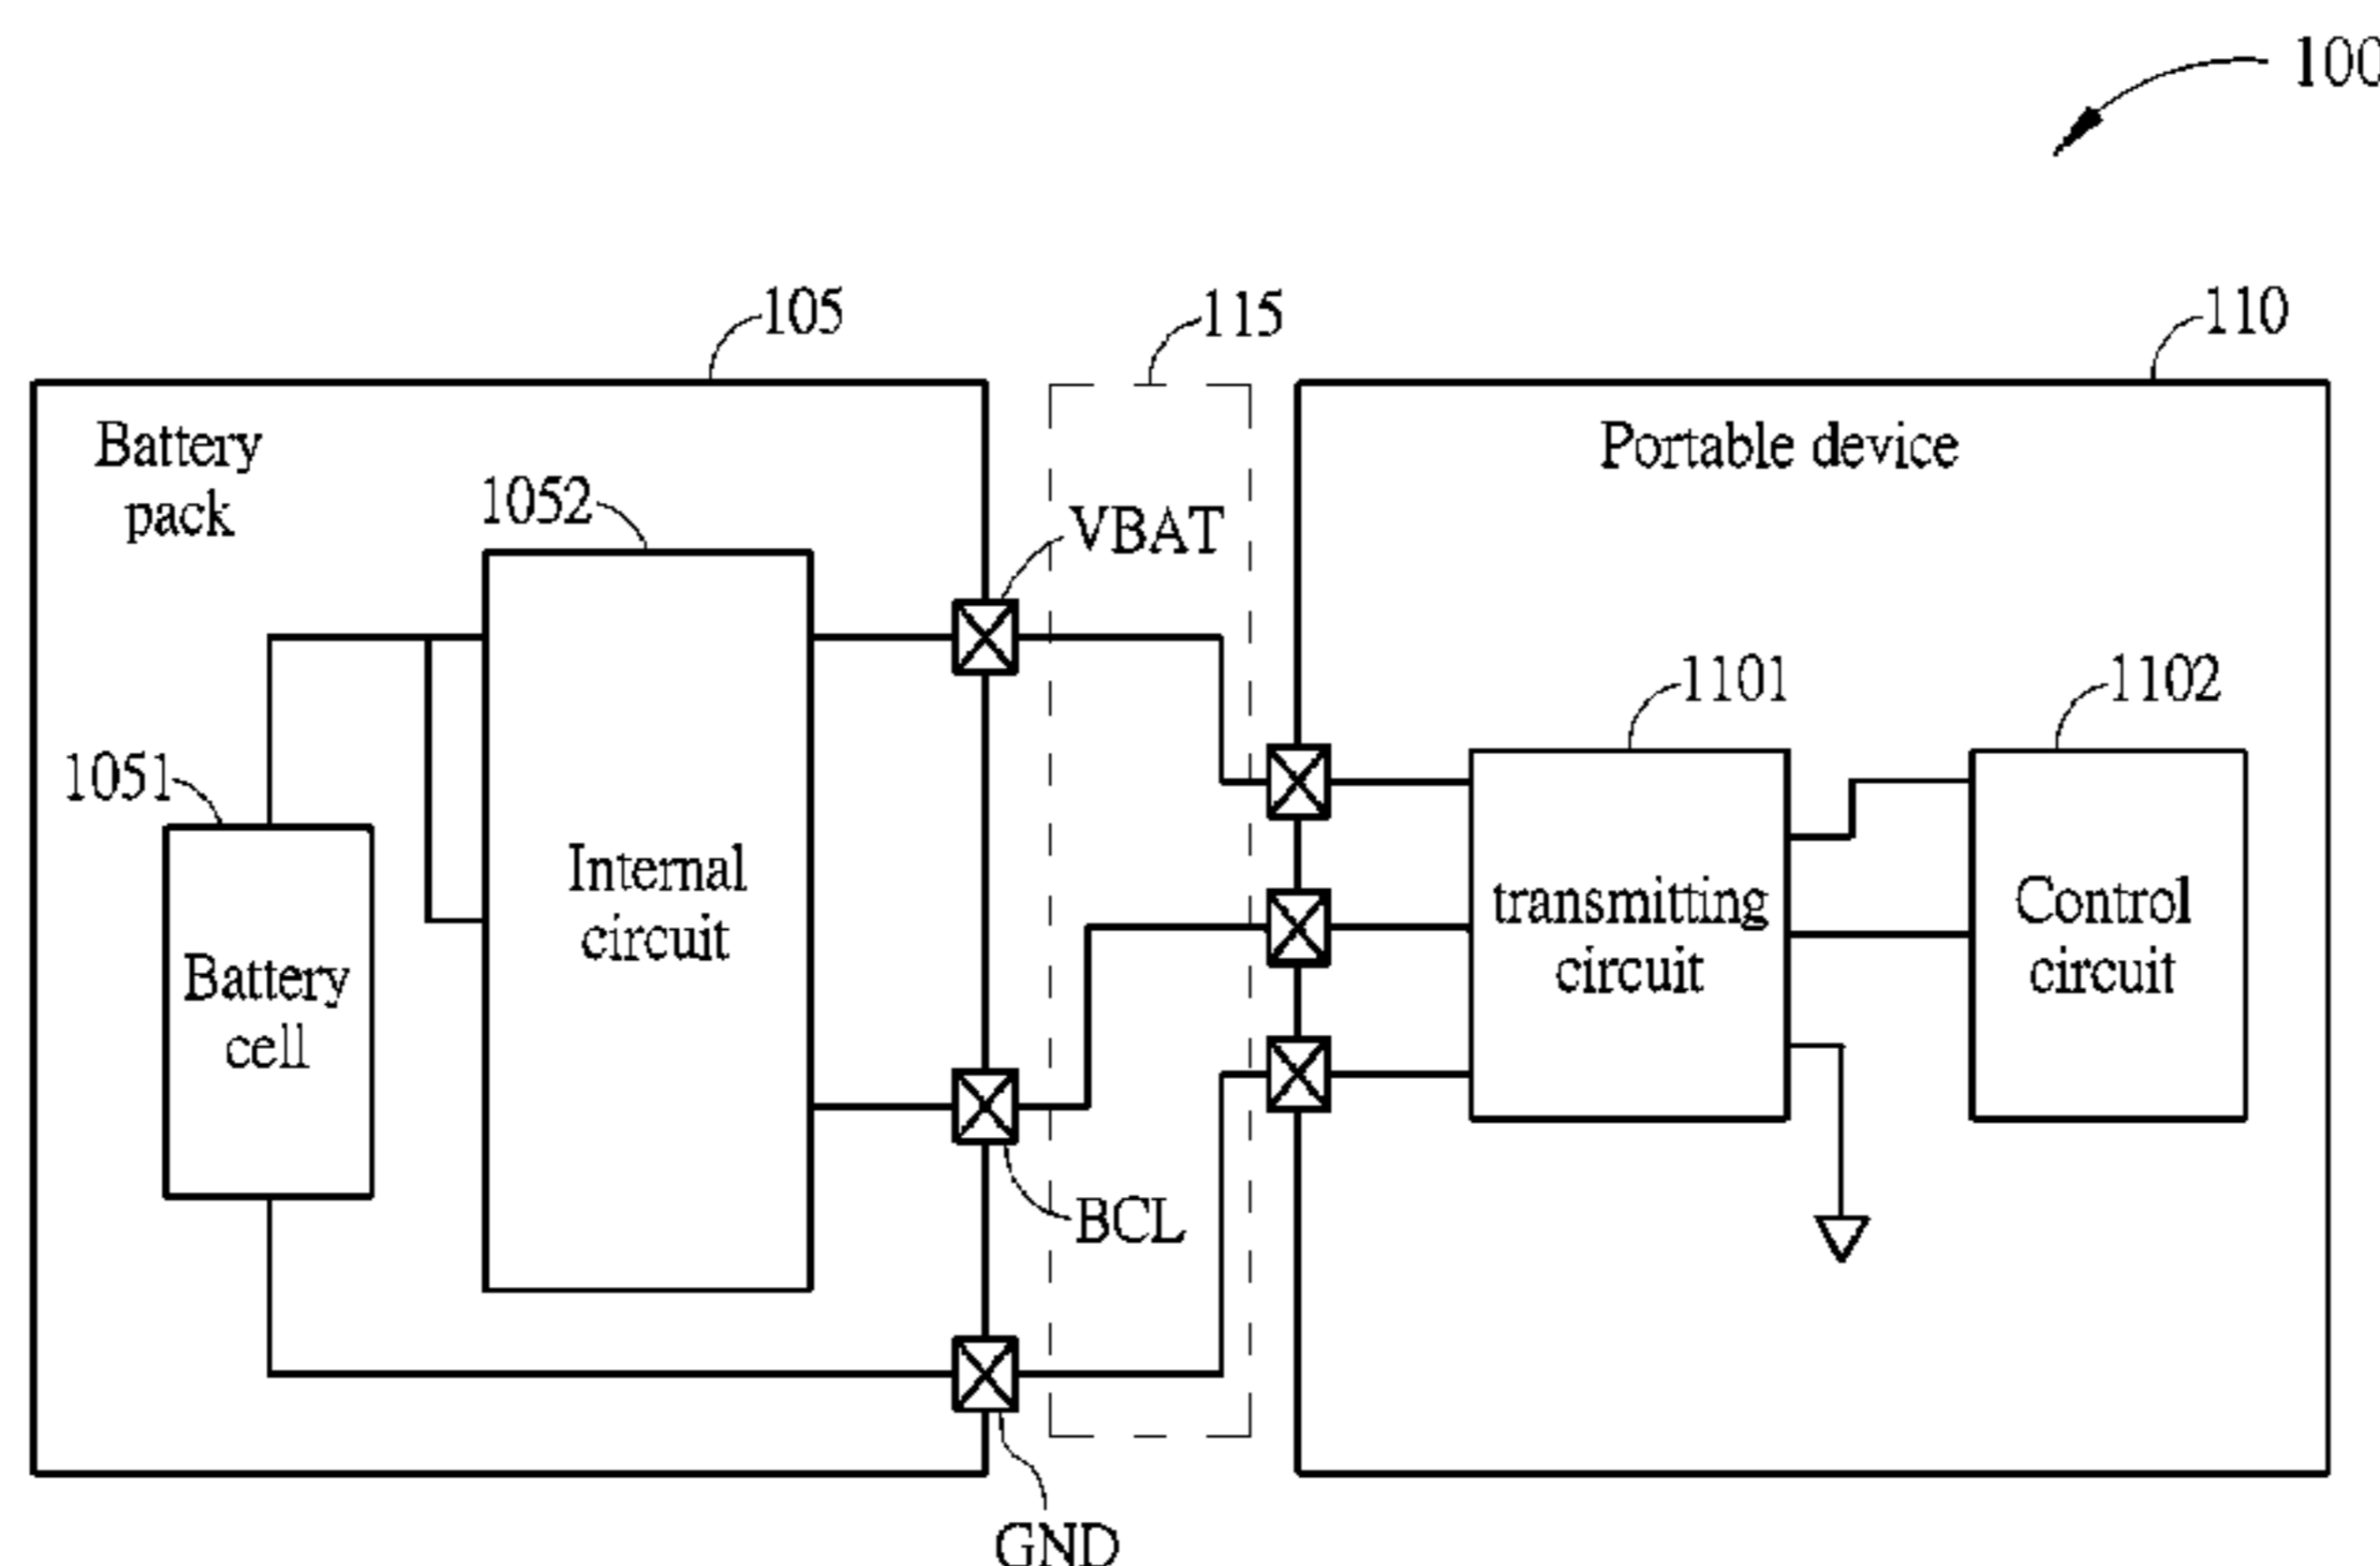 100
105
115
110
Battery
pack
Portable device
1052
VBAT
1101
1102
1051
Internal
circuit
transmitting
circuit
Control
circuit
Battery
cell
BCL
GND